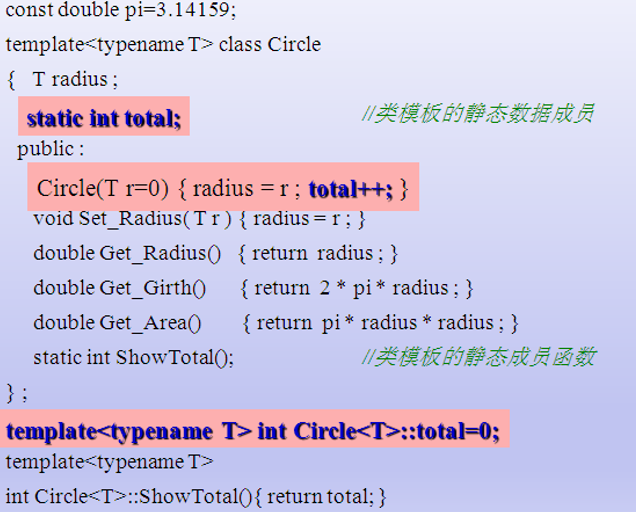 const double pi=3.14159;
template<typename T> class Circle
{ T radius ;
static int total; //类模板的静态数据成员
public :
Circle(T r=0) { radius = r ; total++; }
void Set_Radius( T r ) { radius = r ; }
double Get_Radius() { return radius ; }
double Get_Girth() { return 2 * pi * radius ; }
double Get_Area() { return pi * radius * radius ; }
static int ShowTotal(); //类模板的静态成员函数
} ;
template<typename T> int Circle<T>::total=0;
template<typename T>
int Circle<T>::ShowTotal(){ return total; }